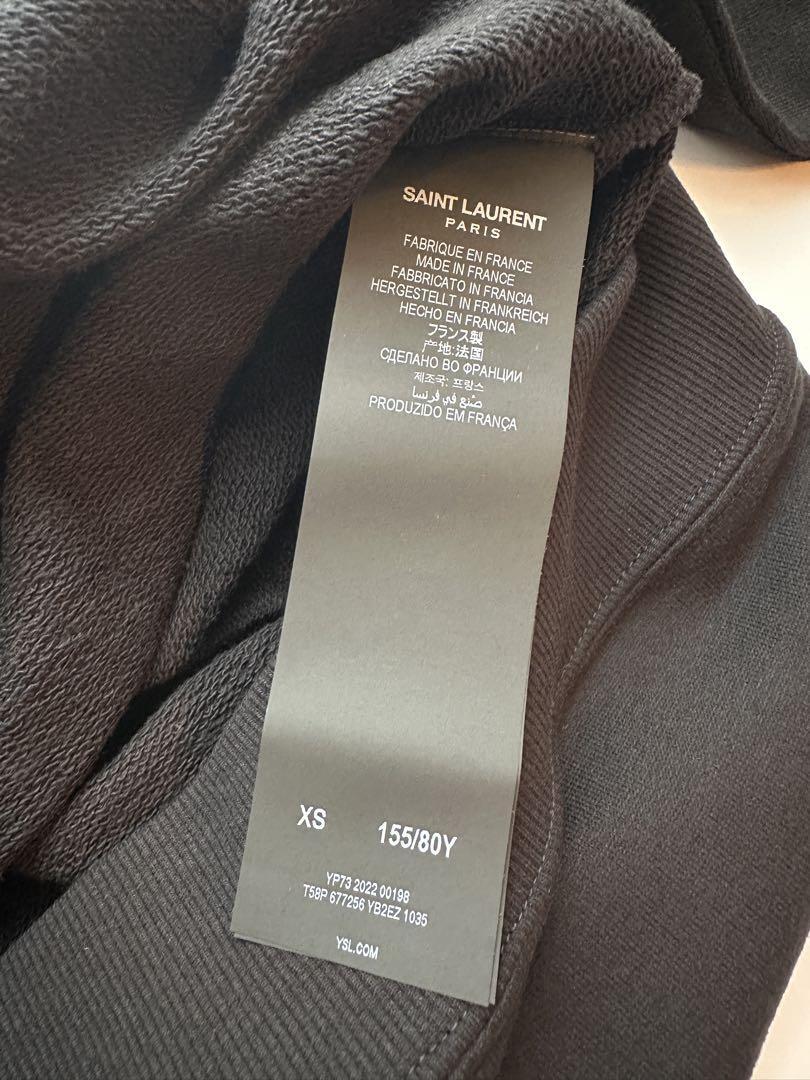 SAINT LAURENT
PARIS
FABRIQUE EN FRANCE
MADE IN FRANCE
FABBRICATO IN FRANCIA
HERGESTELLT IN FRANKREICH
HECHO EN FRANCIA
フランス製
产地:法国
СДЕЛАНО ВО ФРАНЦИИ
제조국: 프랑스
صنع في فرنسا
PRODUZIDO EM FRANÇA
XS 155/80Y
YP73 2022 00198
T58P 677256 YB2EZ 1035
YSL.COM